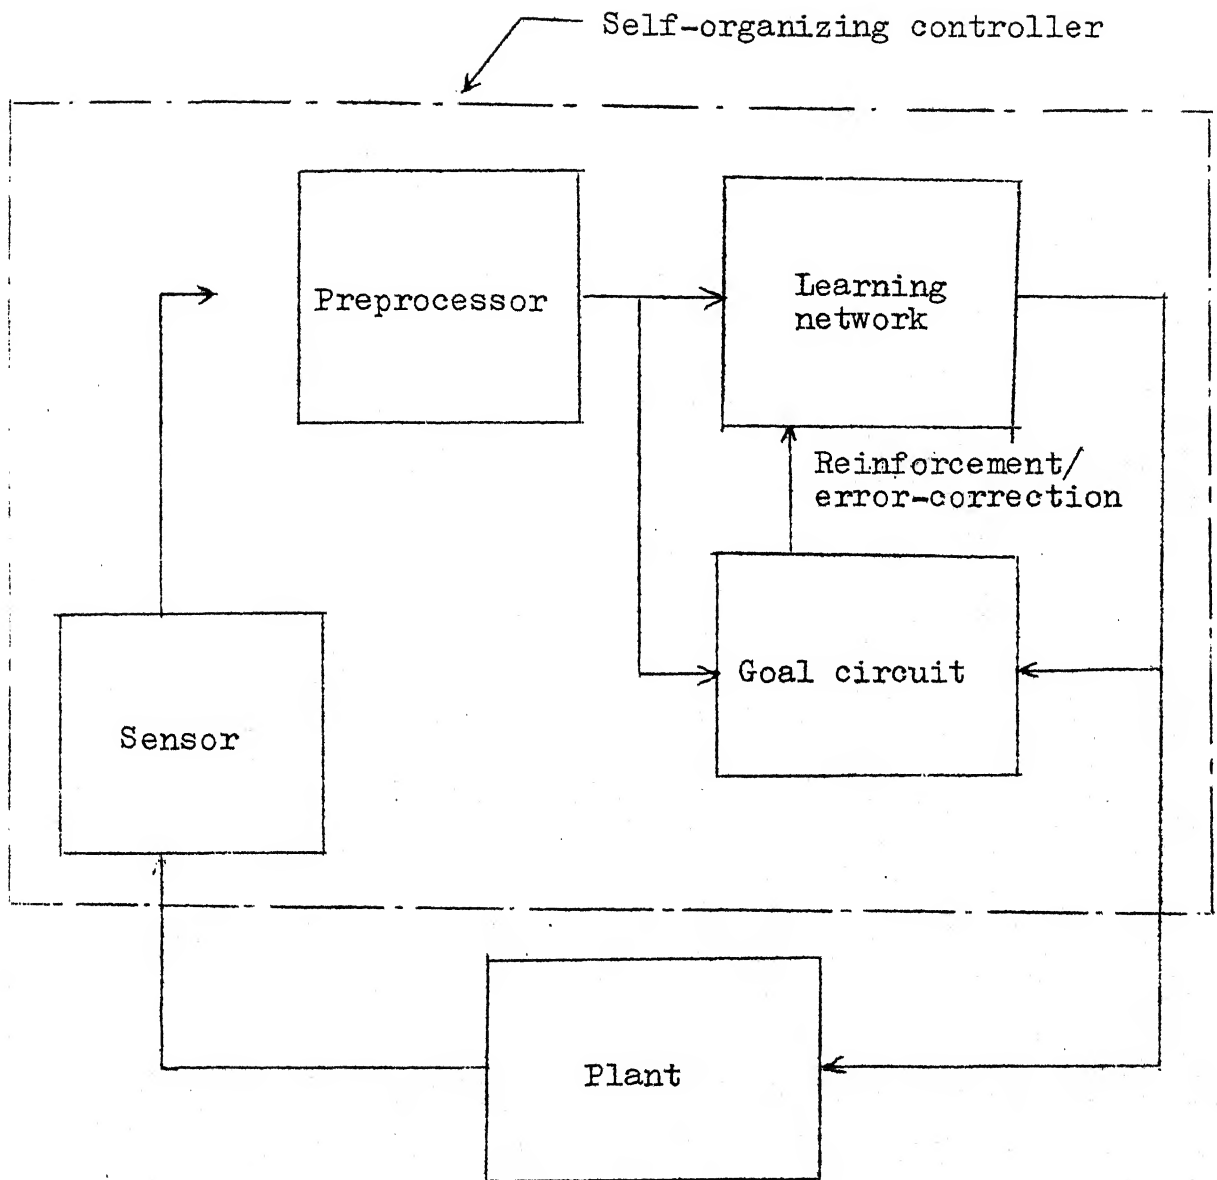 Self-organizing controller
Preprocessor
Learning
network
Reinforcement/
error-correction
Goal circuit
Sensor
Plant